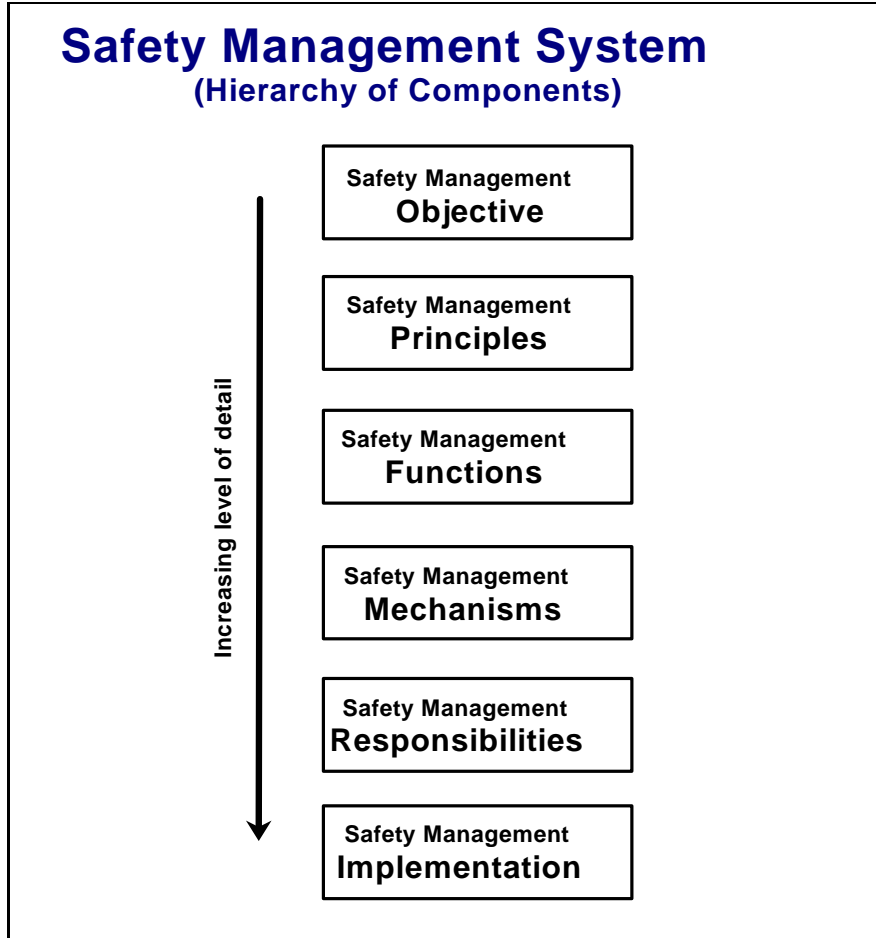 Safety Management System
(Hierarchy of Components)
Safety Management
Objective
Safety Management
Principles
Safety Management
Functions
Increasing level of detail
Safety Management
Mechanisms
Safety Management
Responsibilities
Safety Management
Implementation